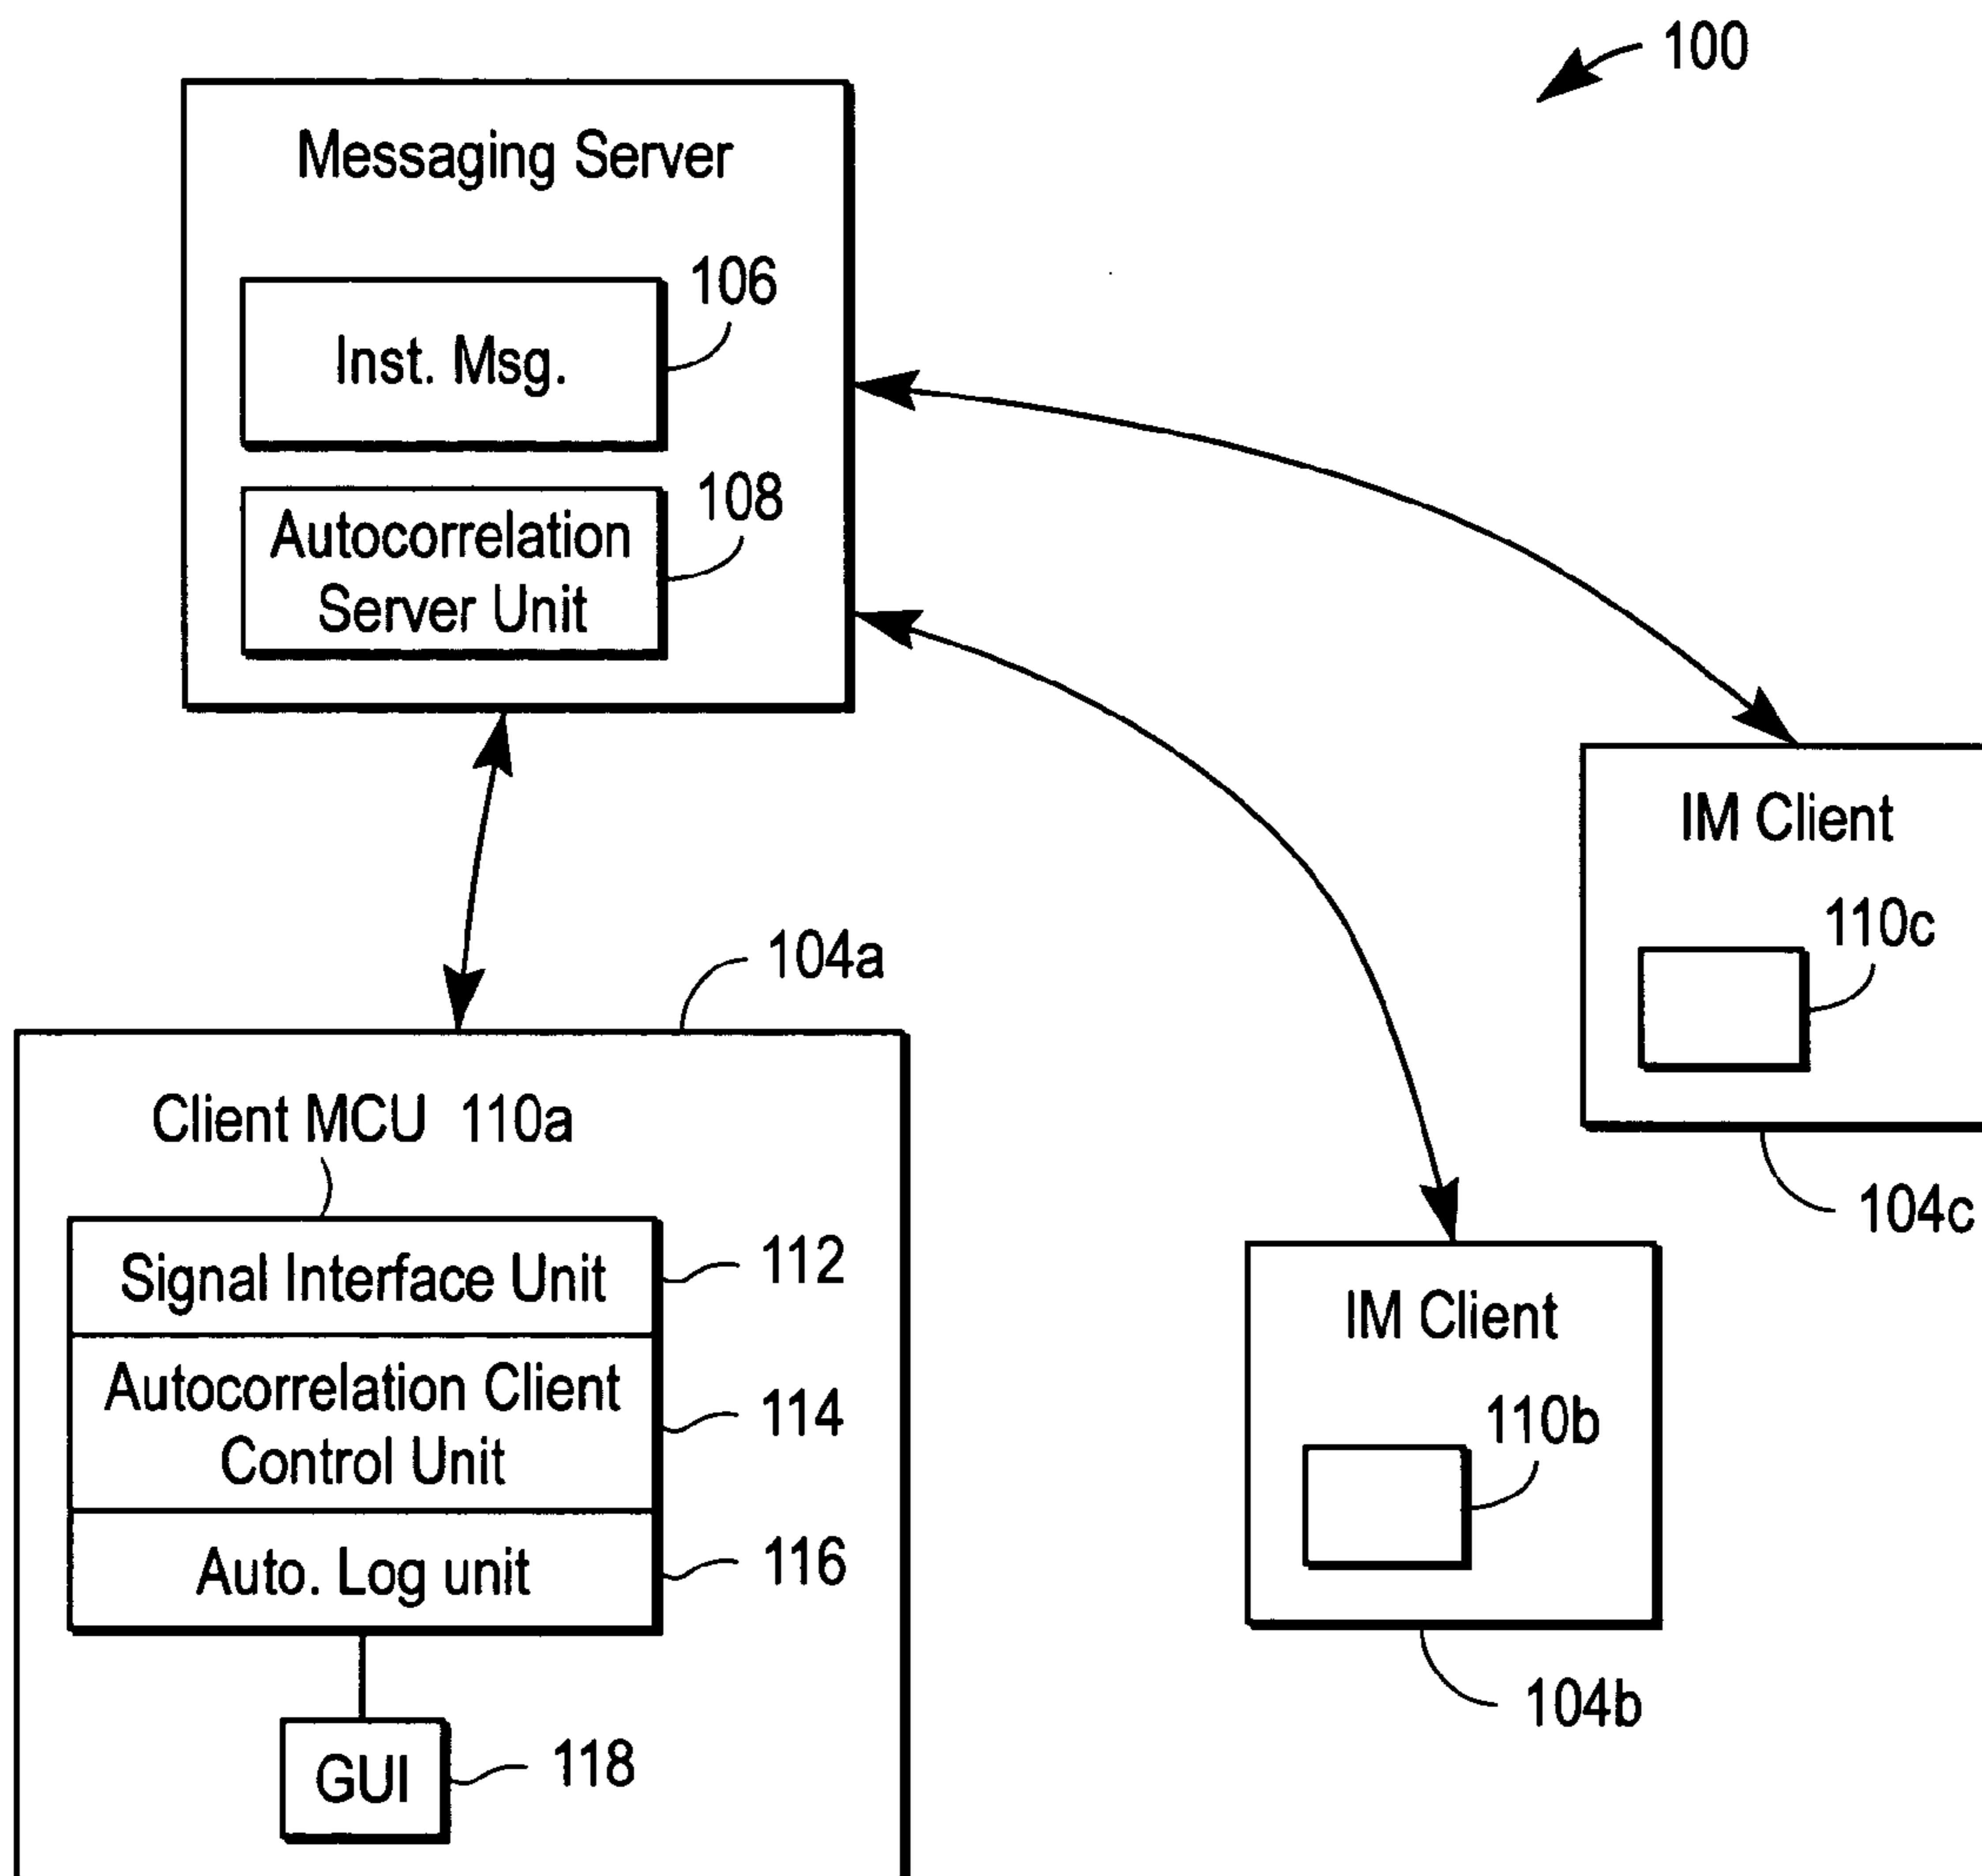 100
Messaging Server
106
Inst. Msg.
108
Autocorrelation
Server Unit
IM Client
110c
104c
104a
Client MCU 110a
Signal Interface Unit
112
Autocorrelation Client
Control Unit
114
Auto. Log unit
116
GUI
118
IM Client
110b
104b